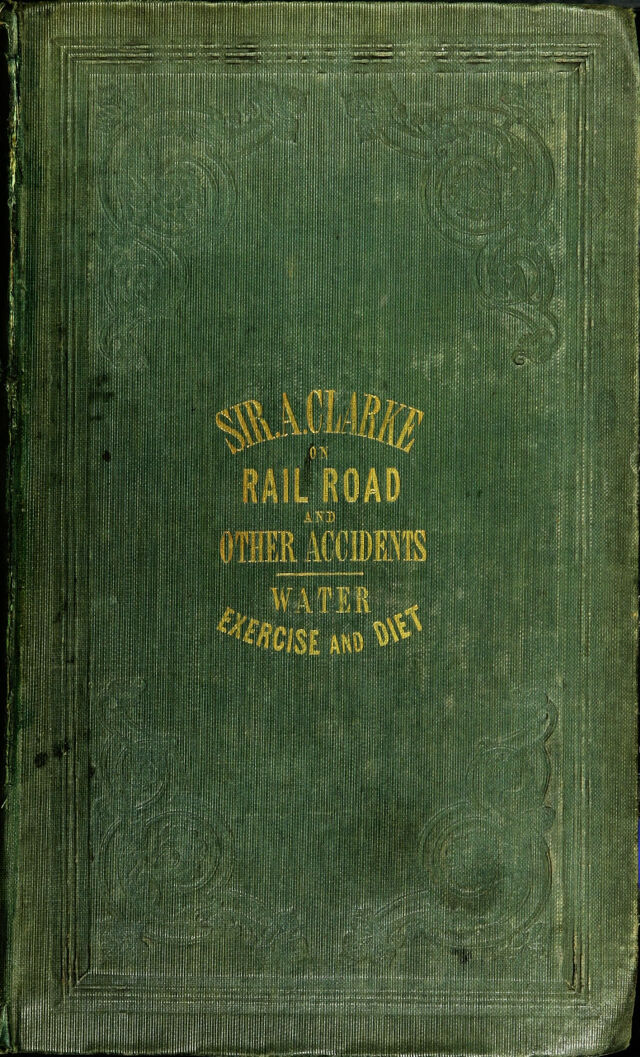 SIR. A. CLARKE
ON
RAIL ROAD
AND
OTHER ACCIDENTS
WATER
EXERCISE AND DIET